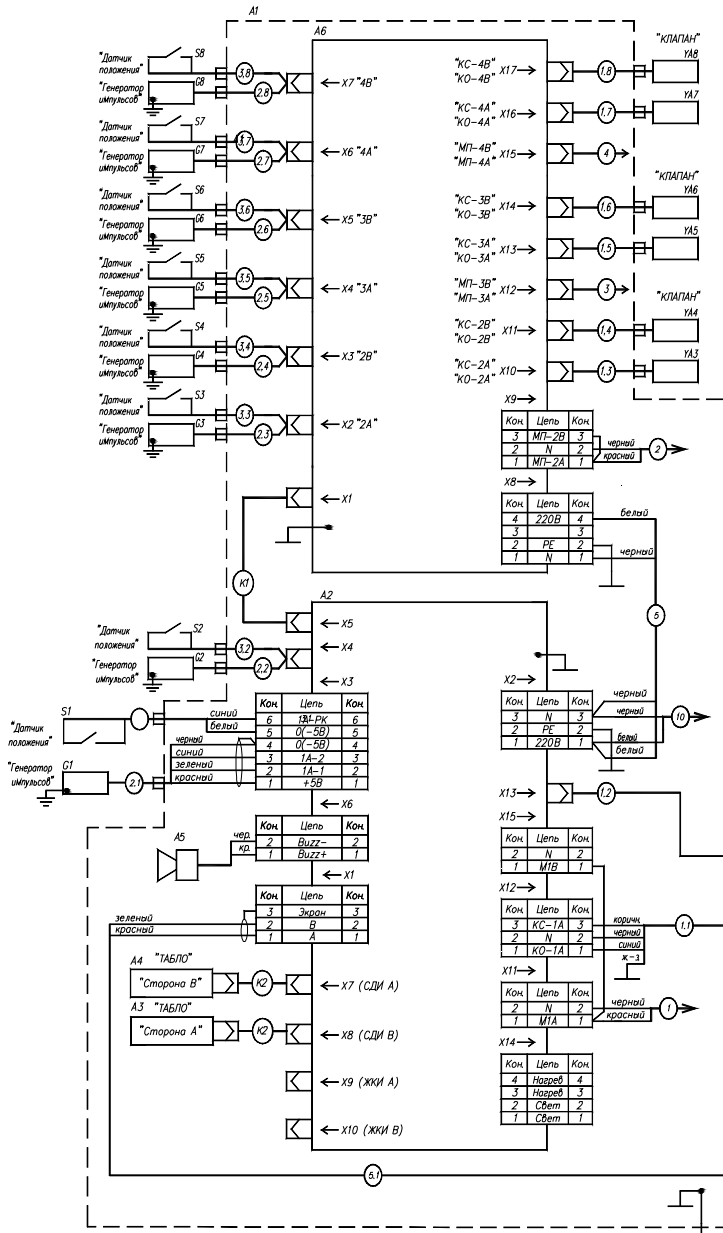 A1
A6
"Датчик
положения"
S8
3,8
"Генератор
импульсов"
G8
2.8
X7 "4В"
"Датчик
положения"
S7
3.7
"Генератор
импульсов"
G7
2.7
X6 "4А"
"Датчик
положения"
S6
3.6
"Генератор
импульсов"
G6
2.6
X5 "3В"
"Датчик
положения"
S5
3.5
"Генератор
импульсов"
G5
2.5
X4 "3А"
"Датчик
положения"
S4
3,4
"Генератор
импульсов"
G4
2.4
X3 "2В"
"Датчик
положения"
S3
3.3
"Генератор
импульсов"
G3
2.3
X2 "2А"
X1
К1
"КЛАПАН"
"КС-4В"
"КО-4В"
X17
1.8
YA8
"КС-4А"
"КО-4А"
X16
1,7
YA7
"МП-4В"
"МП-4А"
X15
4
"КЛАПАН"
"КС-3В"
"КО-3В"
X14
1,6
YA6
"КС-3А"
"КО-3А"
X13
1,5
YA5
"МП-3В"
"МП-3А"
X12
3
"КЛАПАН"
"КС-2В"
"КО-2В"
X11
1,4
YA4
"КС-2А"
"КО-2А"
X10
1,3
YA3
X9
Кон. Цепь Кон.
3 МП-2В 3
2 N 2
1 МП-2А 1
черный
красный
2
X8
Кон. Цепь Кон.
4 220В 4
3 3
2 PE 2
1 N 1
белый
черный
6
A2
X5
"Датчик
положения"
S2
3,2
X4
"Генератор
импульсов"
G2
2,2
X3
S1
"Датчик
положения"
"Генератор
импульсов"
G1
2.1
синий
белый
черный
синий
зеленый
красный
Кон. Цепь Кон.
6 1А-РК 6
5 0(-5В) 5
4 0(-5В) 4
3 1А-2 3
2 1А-1 2
1 +5В 1
X6
A5
чер.
кр.
Кон. Цепь Кон.
2 Buzz- 2
1 Buzz+ 1
X1
зеленый
красный
Кон. Цепь Кон.
3 Экран 3
2 В 2
1 А 1
A4 "ТАБЛО"
"Сторона В"
К2
X7 (СДИ А)
A3 "ТАБЛО"
"Сторона А"
К2
X8 (СДИ В)
X9 (ЖКИ А)
X10 (ЖКИ В)
X2
Кон. Цепь Кон.
3 N 3
2 PE 2
1 220В 1
черный
черный
белый
белый
10
X13
1,2
X15
Кон. Цепь Кон.
2 N 2
1 М1В 1
X12
Кон. Цепь Кон.
3 КС-1А 3
2 N 2
1 КО-1А 1
коричн.
черный
синий
ж.-з.
1.1
X11
Кон. Цепь Кон.
2 N 2
1 М1А 1
черный
красный
1
X14
Кон. Цепь Кон.
4 Нагрев 4
3 Нагрев 3
2 Свет 2
1 Свет 1
5.1